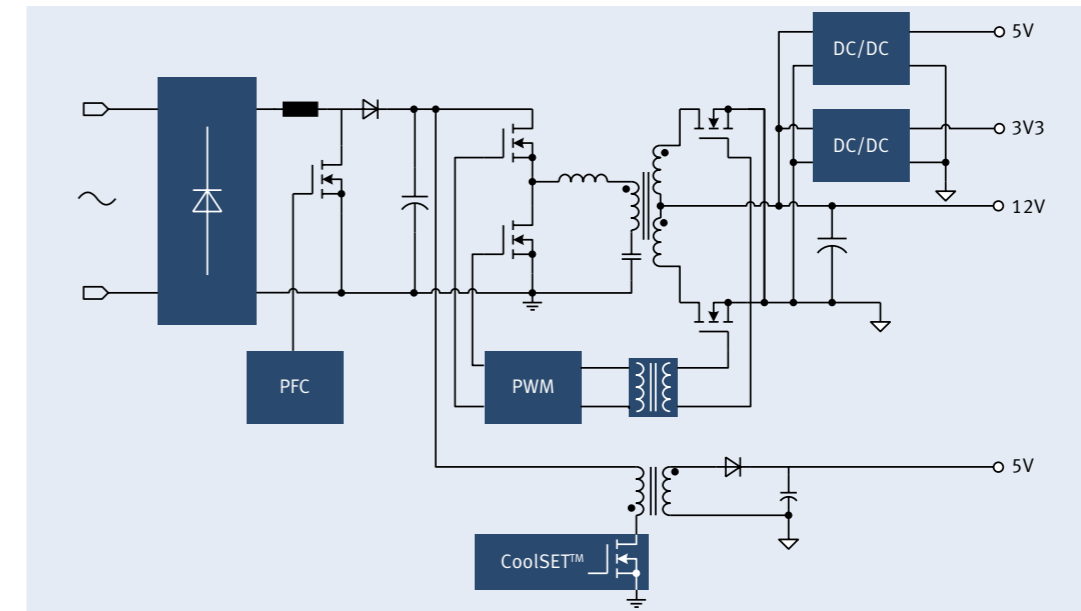 5V
DC/DC
3V3
DC/DC
12V
PFC
PWM
5V
CoolSET™